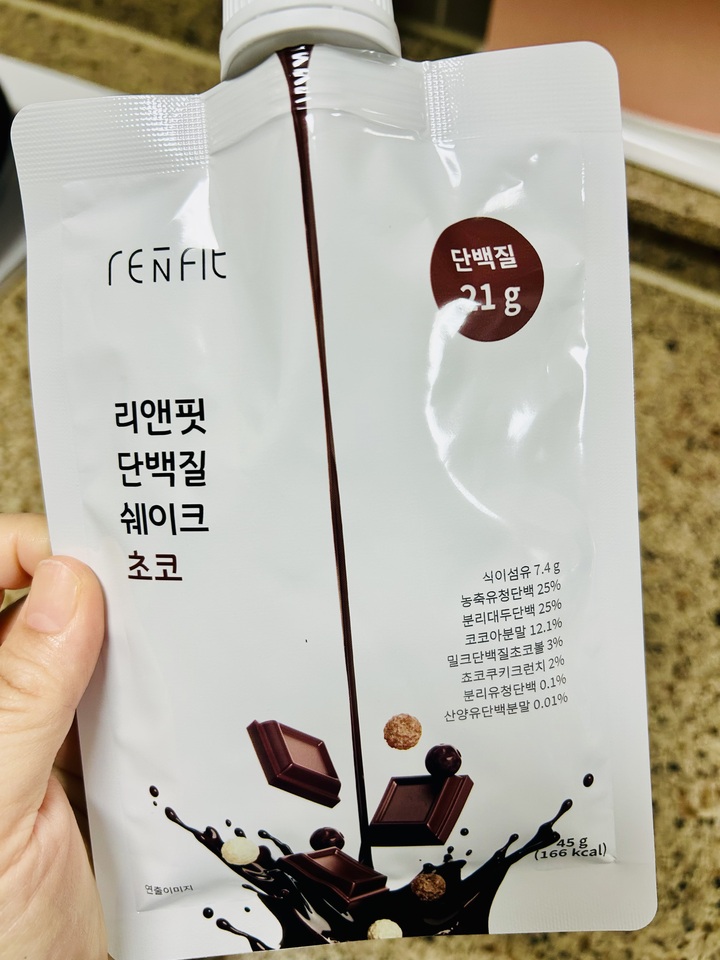 RENFIt
단백질
21 g
리앤핏
단백질
쉐이크
초코
식이섬유 7.4 g
농축유청단백 25%
분리대두단백 25%
코코아분말 12.1%
밀크단백질초코볼 3%
쵸코쿠키크런치 2%
분리유청단백 0.1%
산양유단백분말 0.01%
45 g
(166 kcal)
연출이미지